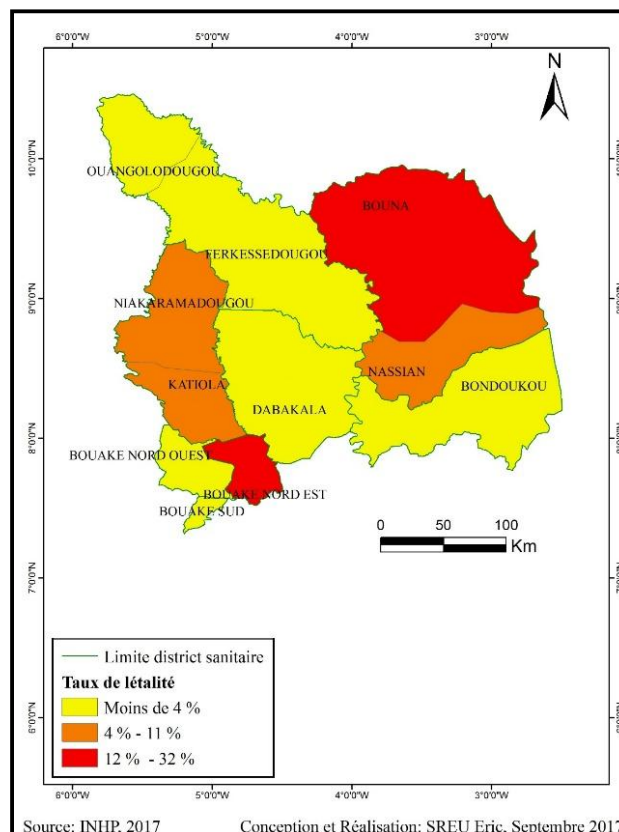 6°0'0"W 5°0'0"W 4°0'0"W 3°0'0"W
N
10°0'0"N
OUANGOLODOUGOU
BOUNA
FERKESSEDOUGOU
9°0'0"N
NIAKARAMADOUGOU
KATIOLA
NASSIAN
BONDOUKOU
DABAKALA
8°0'0"N
BOUAKE NORD OUEST
BOUAKE NORD EST
BOUAKE SUD
0 50 100
Km
7°0'0"N
Limite district sanitaire
Taux de létalité
Moins de 4 %
4 % - 11 %
12 % - 32 %
6°0'0"N
6°0'0"W 5°0'0"W 4°0'0"W 3°0'0"W
Source: INHP, 2017 Conception et Réalisation: SREU Eric, Septembre 2017